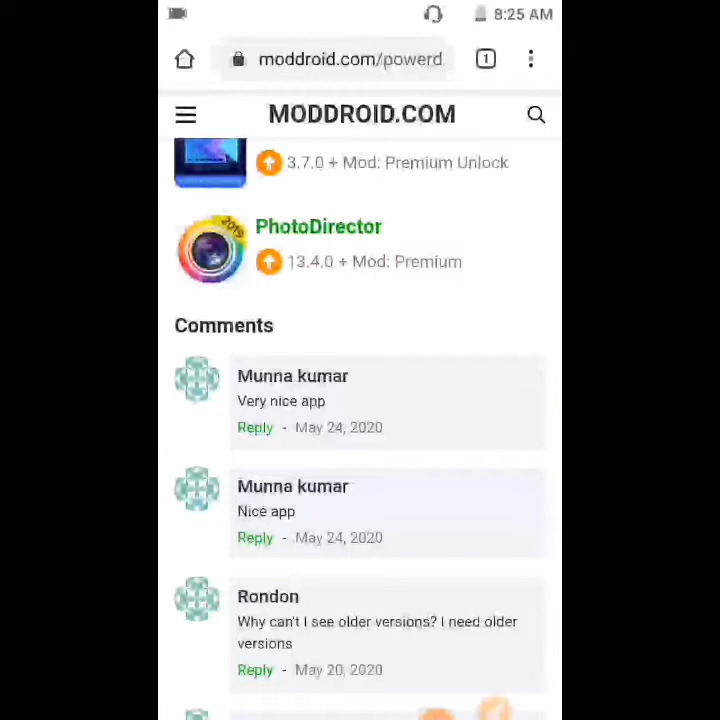 8:25 AM
moddroid.com/powerd
1
MODDROID.COM
3.7.0 + Mod: Premium Unlock
2019
PhotoDirector
13.4.0 + Mod: Premium
Comments
Munna kumar
Very nice app
Reply - May 24, 2020
Munna kumar
Nice app
Reply - May 24, 2020
Rondon
Why can't I see older versions? I need older
versions
Reply - May 20, 2020